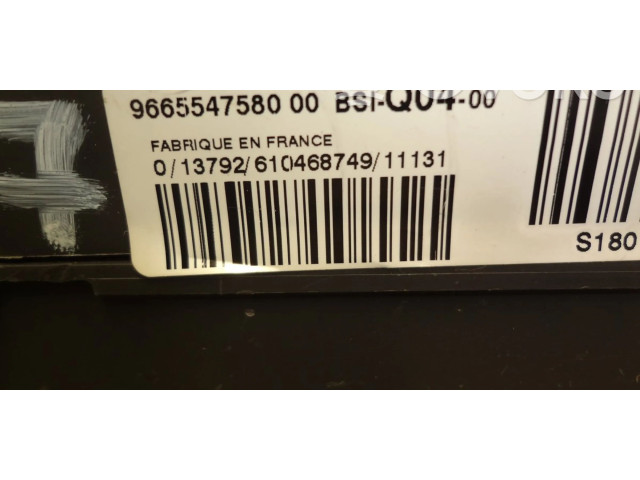 9665547580 00 BSI-Q04-00
FABRIQUE EN FRANCE
0/13792/610468749/11131
S180